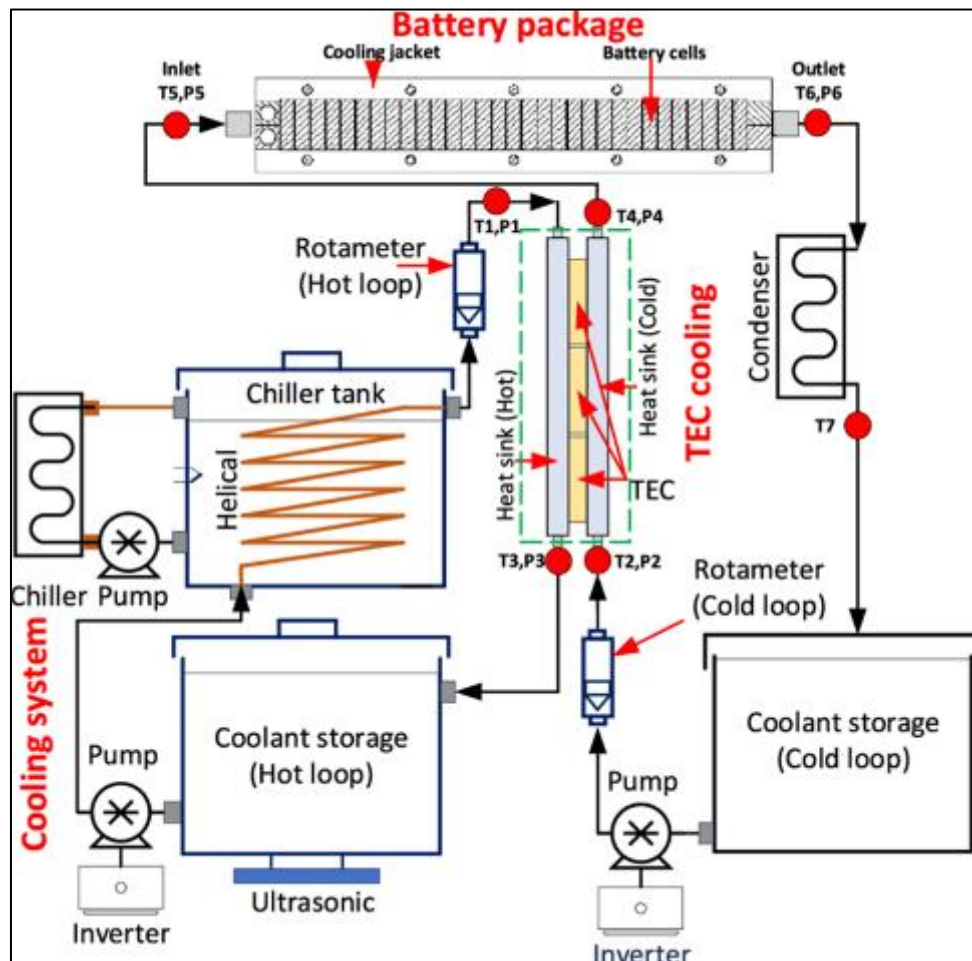 Battery package
Cooling jacket
Battery cells
Inlet
T5,P5
Outlet
T6,P6
T1,P1
T4,P4
Rotameter
(Hot loop)
Heat sink (Cold)
Heat sink (Hot)
TEC cooling
Condenser
T7
Chiller tank
Helical
TEC
T3,P3
T2,P2
Chiller
Pump
Rotameter
(Cold loop)
Cooling system
Coolant storage
(Hot loop)
Coolant storage
(Cold loop)
Pump
Pump
Ultrasonic
Inverter
Inverter